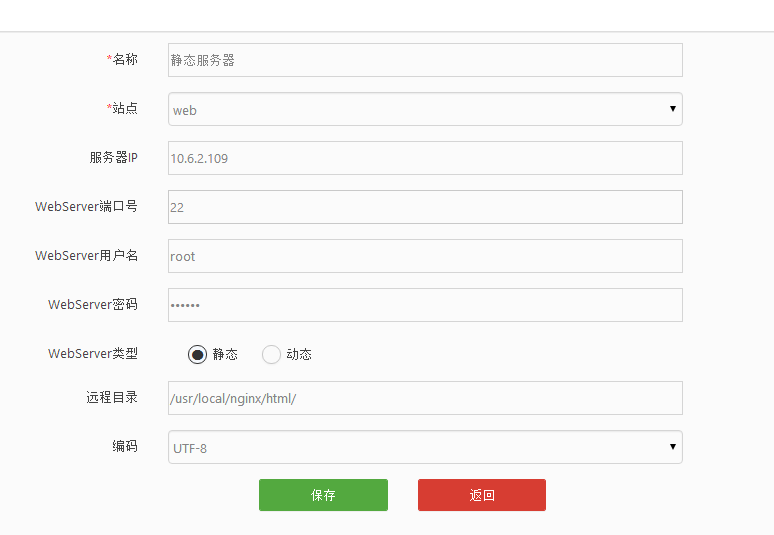 *名称 静态服务器
*站点 web
服务器IP 10.6.2.109
WebServer端口号 22
WebServer用户名 root
WebServer密码 ••••••
WebServer类型 静态 动态
远程目录 /usr/local/nginx/html/
编码 UTF-8
保存 返回